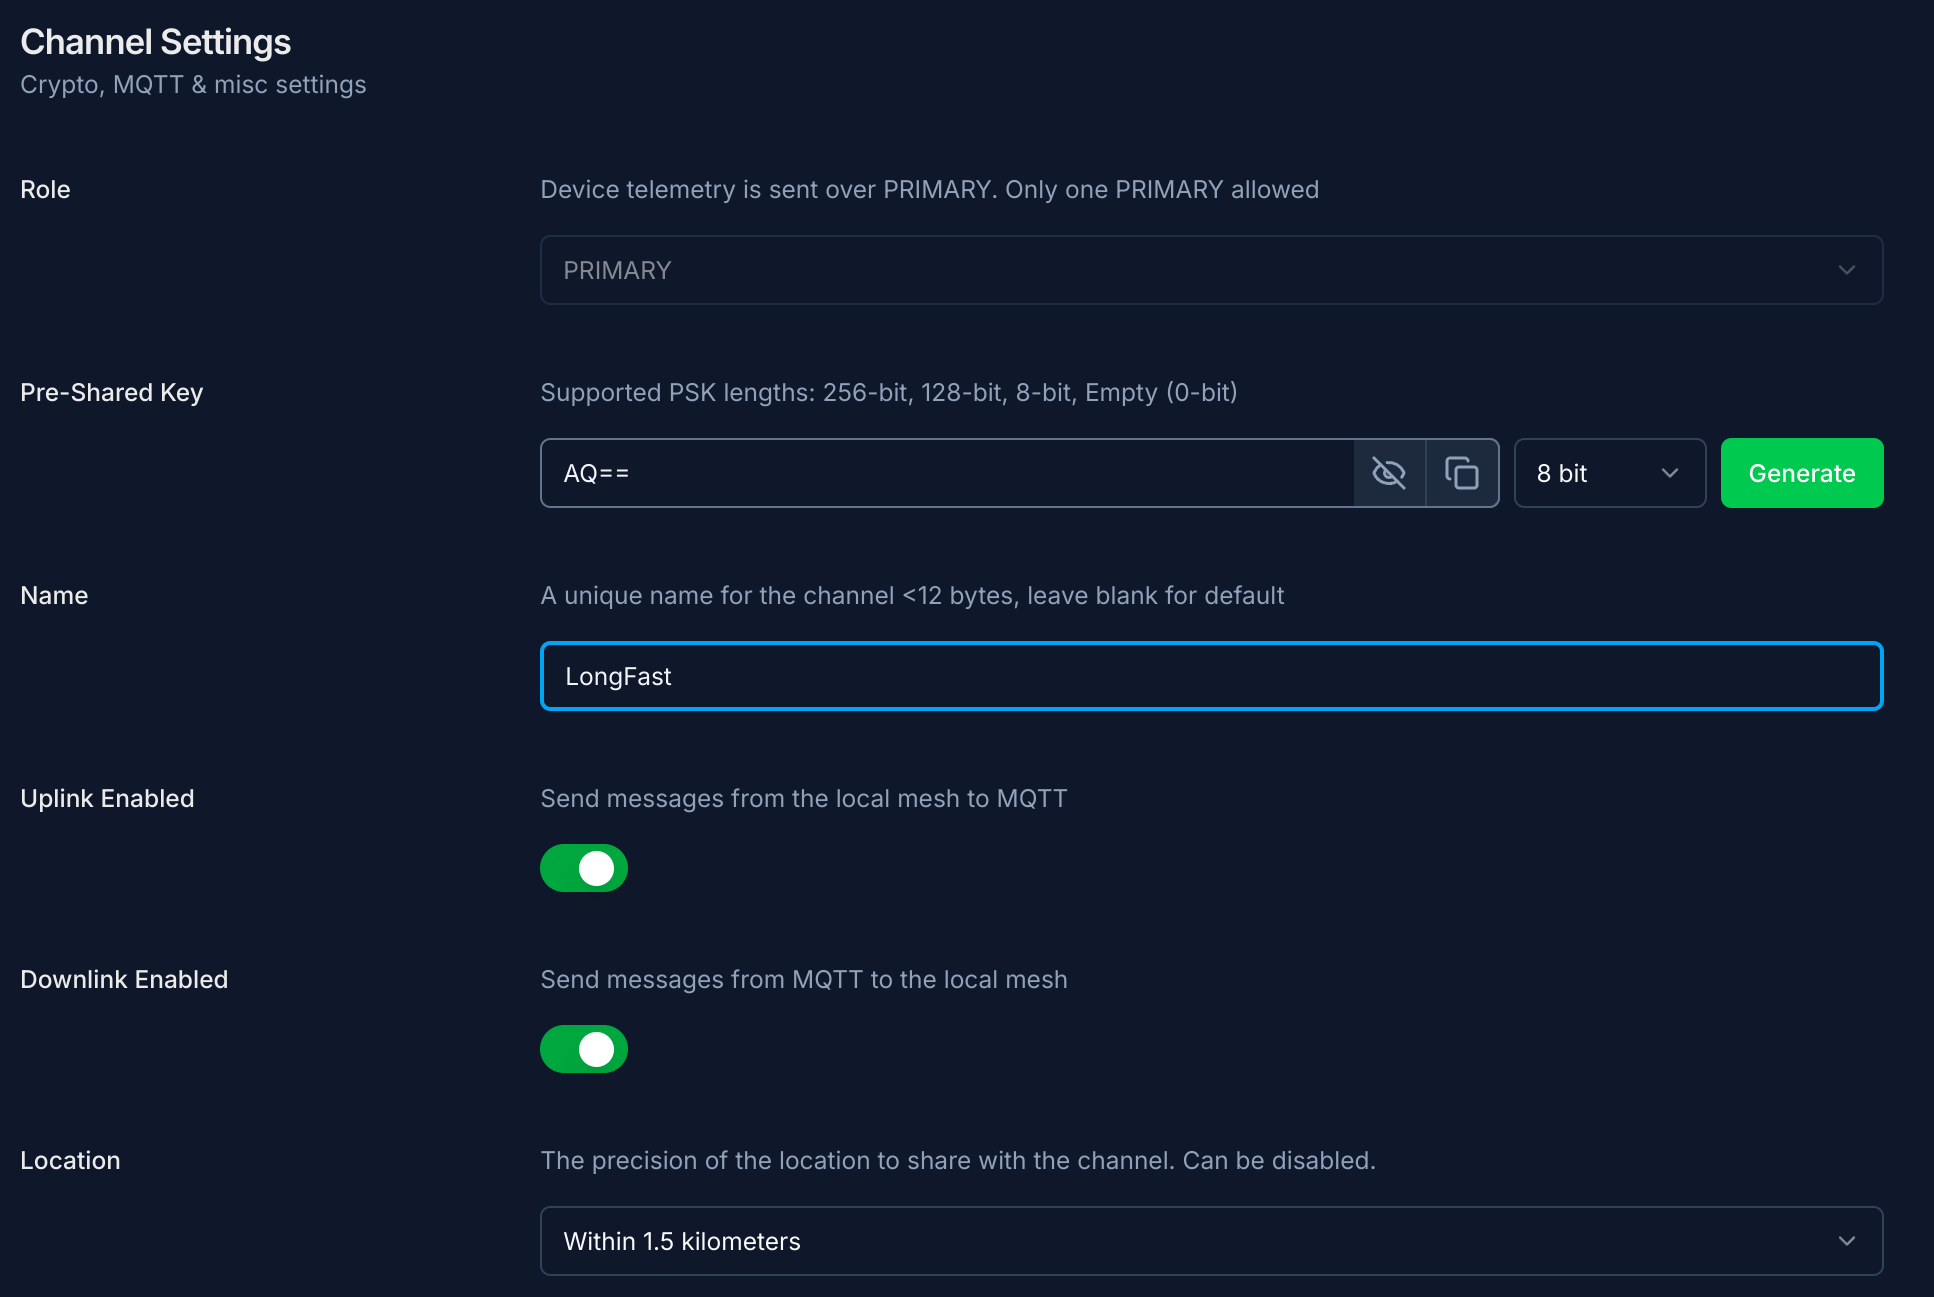 Channel Settings
Crypto, MQTT & misc settings
Role
Device telemetry is sent over PRIMARY. Only one PRIMARY allowed
PRIMARY
Pre-Shared Key
Supported PSK lengths: 256-bit, 128-bit, 8-bit, Empty (0-bit)
AQ==
8 bit
Generate
Name
A unique name for the channel <12 bytes, leave blank for default
LongFast
Uplink Enabled
Send messages from the local mesh to MQTT
Downlink Enabled
Send messages from MQTT to the local mesh
Location
The precision of the location to share with the channel. Can be disabled.
Within 1.5 kilometers